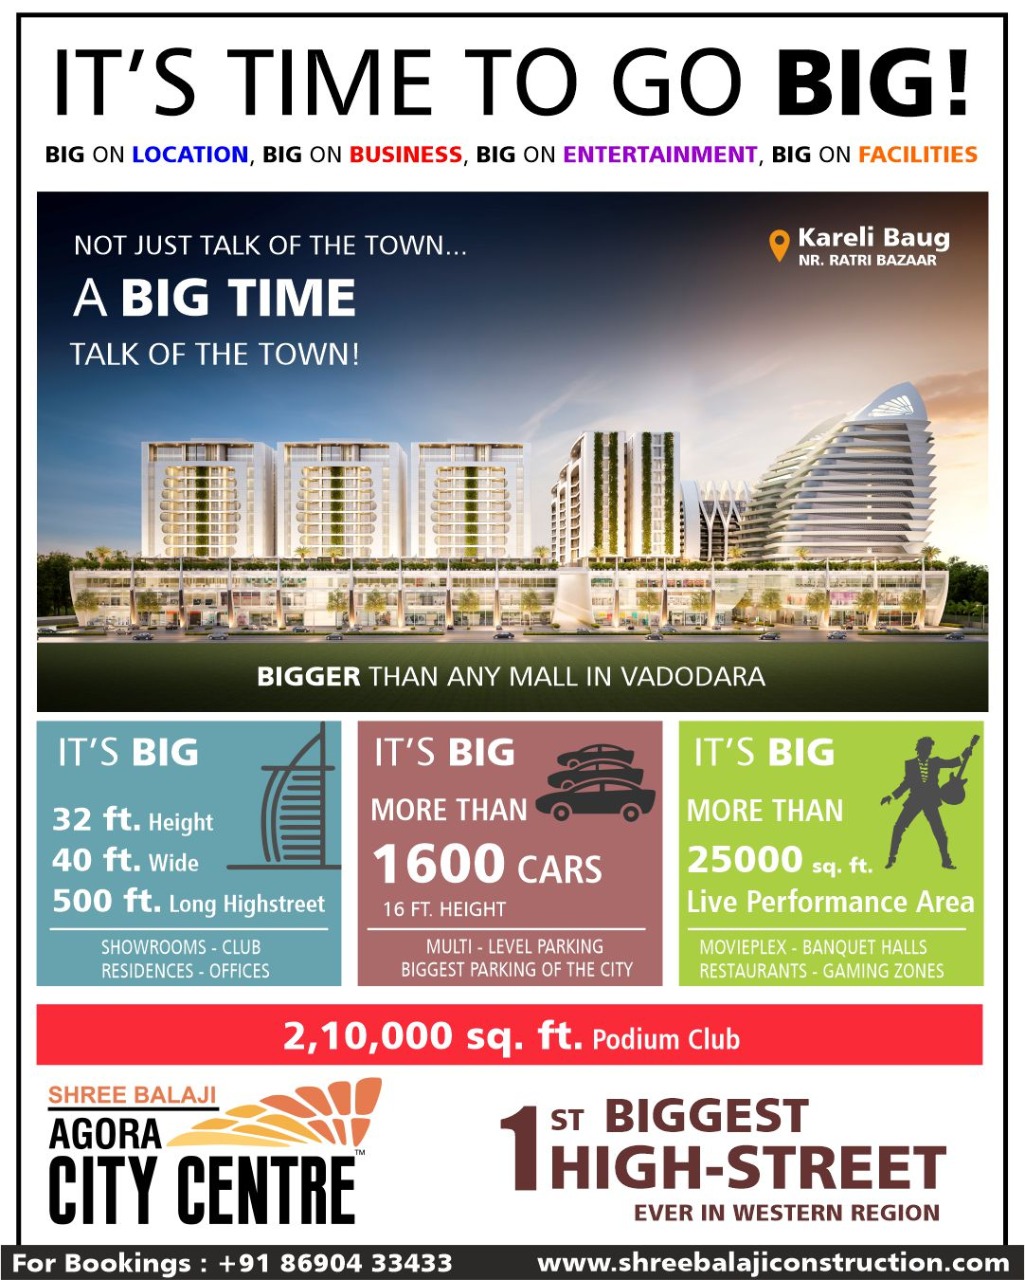 IT'S TIME TO GO BIG!
BIG ON LOCATION, BIG ON BUSINESS, BIG ON ENTERTAINMENT, BIG ON FACILITIES
NOT JUST TALK OF THE TOWN...
A BIG TIME
TALK OF THE TOWN!
Kareli Baug
NR. RATRI BAZAAR
BIGGER THAN ANY MALL IN VADODARA
IT'S BIG
32 ft. Height
40 ft. Wide
500 ft. Long Highstreet
SHOWROOMS - CLUB
RESIDENCES - OFFICES
IT'S BIG
MORE THAN
1600 CARS
16 FT. HEIGHT
MULTI - LEVEL PARKING
BIGGEST PARKING OF THE CITY
IT'S BIG
MORE THAN
25000 sq. ft.
Live Performance Area
MOVIEPLEX - BANQUET HALLS
RESTAURANTS - GAMING ZONES
2,10,000 sq. ft. Podium Club
SHREE BALAJI
AGORA
CITY CENTRE™
1ST BIGGEST
HIGH-STREET
EVER IN WESTERN REGION
For Bookings : +91 86904 33433
www.shreebalajiconstruction.com